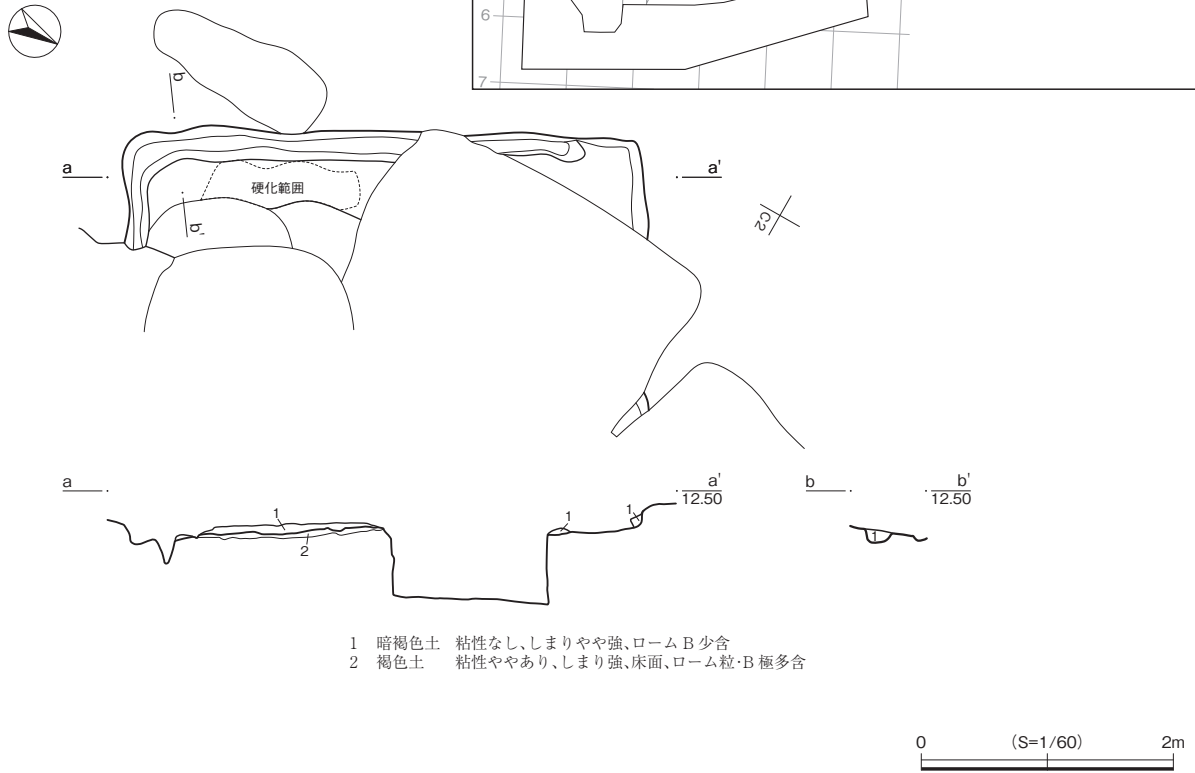 6
7
b
a a'
硬化範囲
b'
C2
a a' b b'
12.50 12.50
1 1 1
2 1
1 暗褐色土 粘性なし、しまりやや強、ロームB少含
2 褐色土 粘性ややあり、しまり強、床面、ローム粒・B極多含
0 (S=1/60) 2m